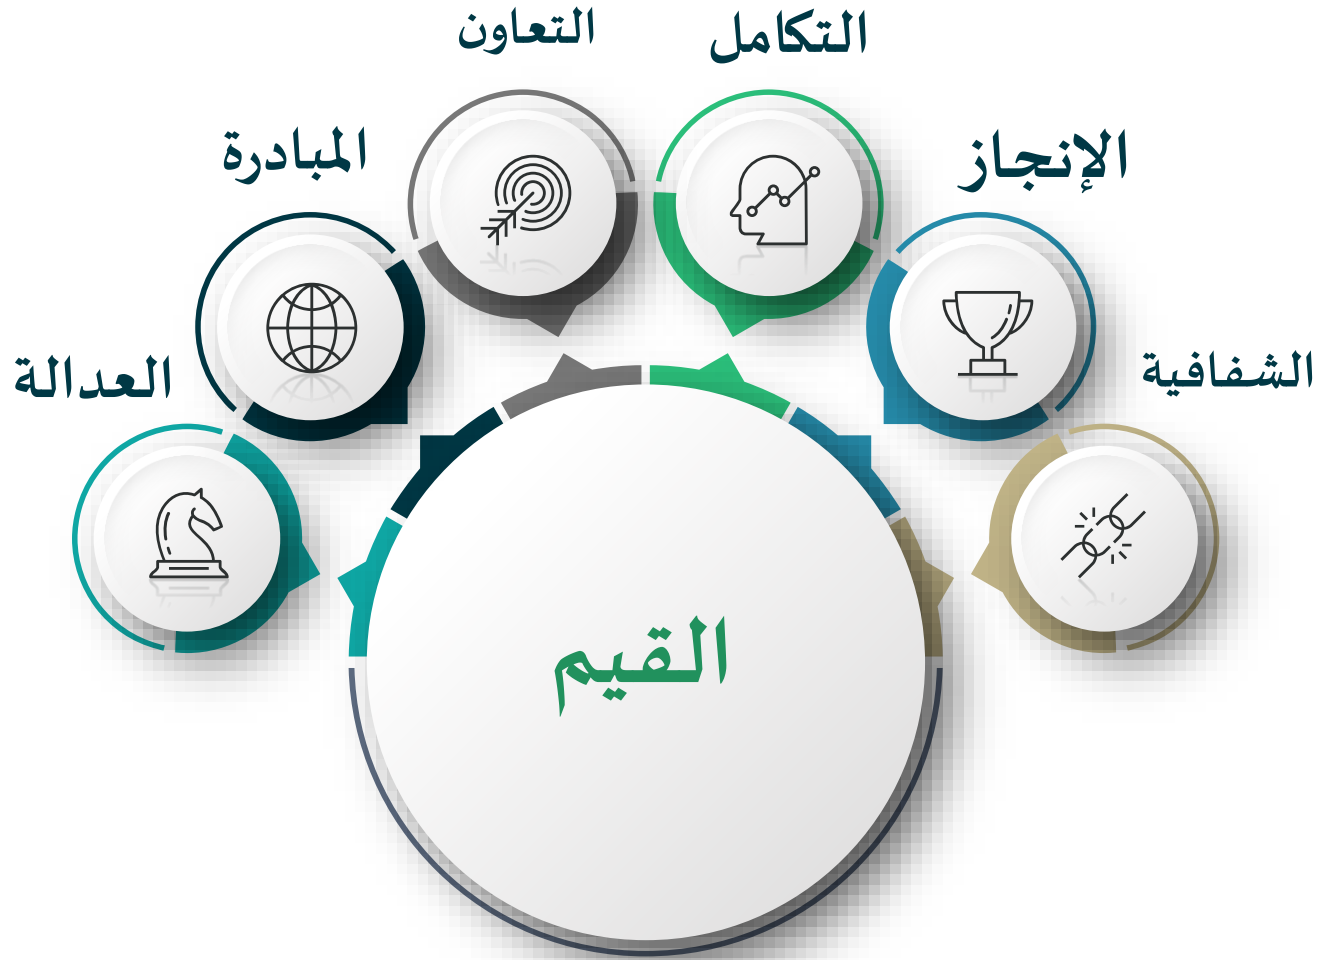 التكامل
التعاون
الإنجاز
المبادرة
الشفافية
العدالة
القيم